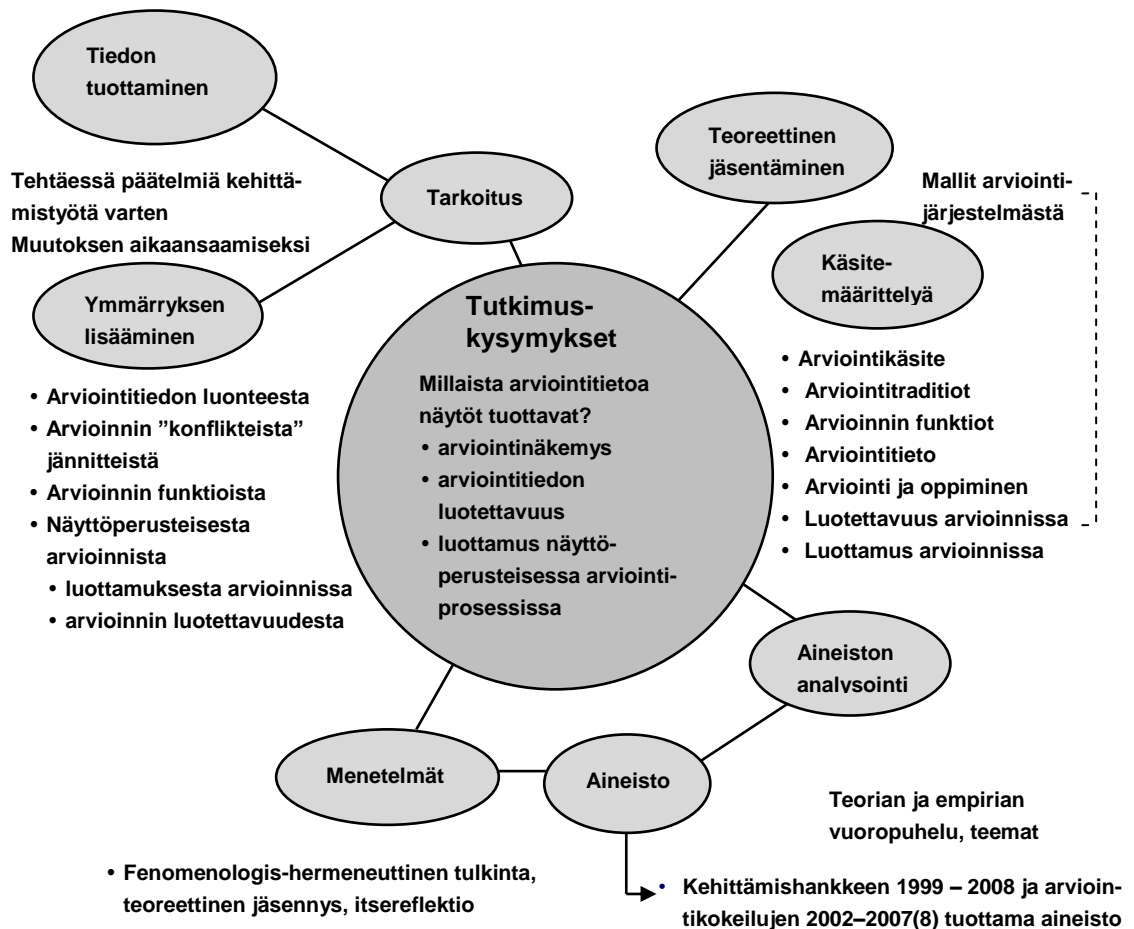 Tiedon
tuottaminen
Tehtäessä päätelmiä kehittä-
mistyötä varten
Muutoksen aikaansaamiseksi
Tarkoitus
Ymmärryksen
lisääminen
• Arviointitiedon luonteesta
• Arvioinnin ”konflikteista”
jännitteistä
• Arvioinnin funktioista
• Näyttöperusteisesta
arvioinnista
• luottamuksesta arvioinnissa
• arvioinnin luotettavuudesta
Tutkimus-
kysymykset
Millaista arviointitietoa
näytöt tuottavat?
• arviointinäkemys
• arviointitiedon
luotettavuus
• luottamus näyttö-
perusteisessa arviointi-
prosessissa
Teoreettinen
jäsentäminen
Mallit arviointi-
järjestelmästä
Käsite-
määrittelyä
• Arviointikäsite
• Arviointitraditiot
• Arvioinnin funktiot
• Arviointitieto
• Arviointi ja oppiminen
• Luotettavuus arvioinnissa
• Luottamus arvioinnissa
Aineiston
analysointi
Menetelmät
Aineisto
Teorian ja empirian
vuoropuhelu, teemat
• Fenomenologis-hermeneuttinen tulkinta,
teoreettinen jäsennys, itsereflektio
• Kehittämishankkeen 1999 – 2008 ja arvioin-
tikokeilujen 2002–2007(8) tuottama aineisto